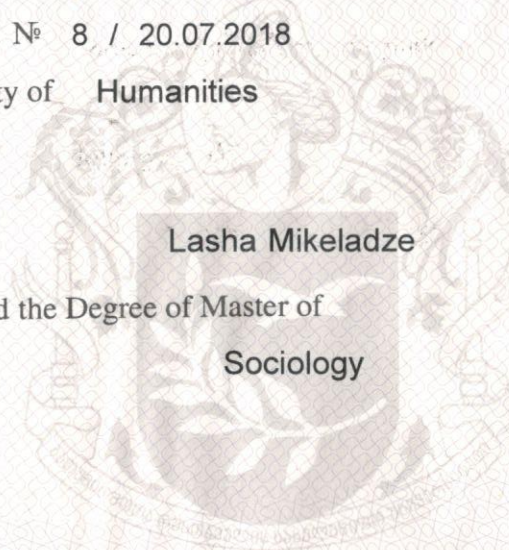 № 8 / 20.07.2018
ty of Humanities
Lasha Mikeladze
d the Degree of Master of
Sociology